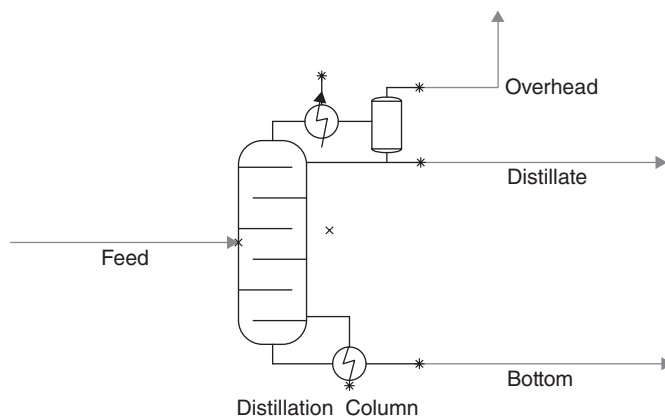 Overhead
Distillate
Feed
Bottom
Distillation Column